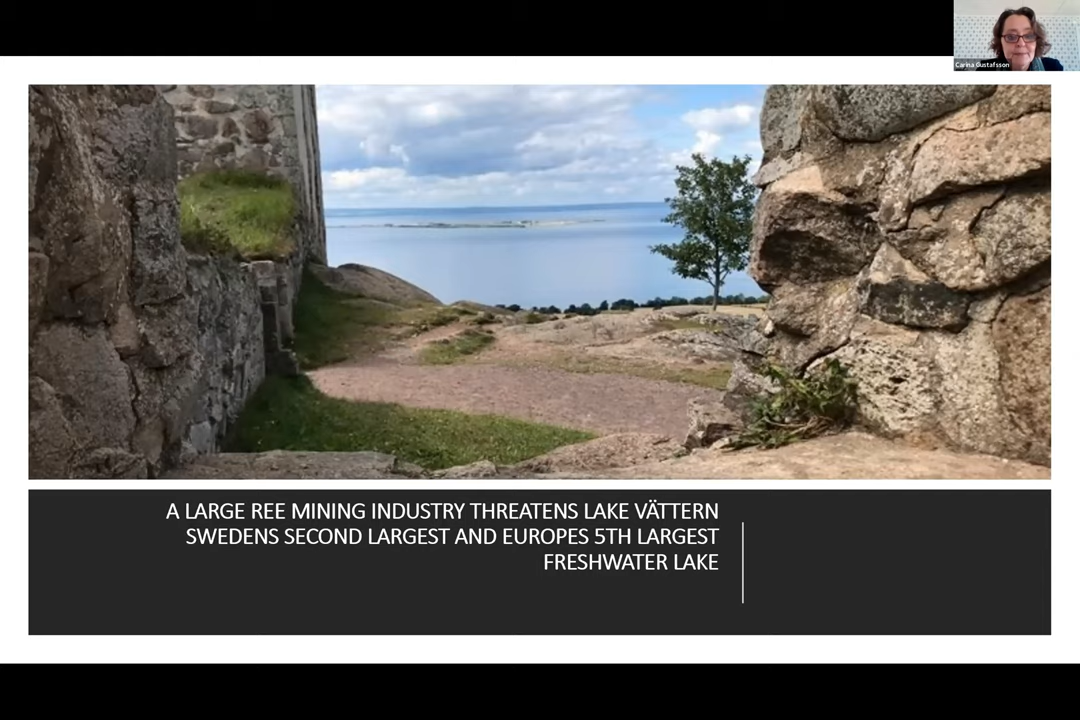 Carina Gustafsson
A LARGE REE MINING INDUSTRY THREATENS LAKE VÄTTERN
SWEDENS SECOND LARGEST AND EUROPES 5TH LARGEST
FRESHWATER LAKE